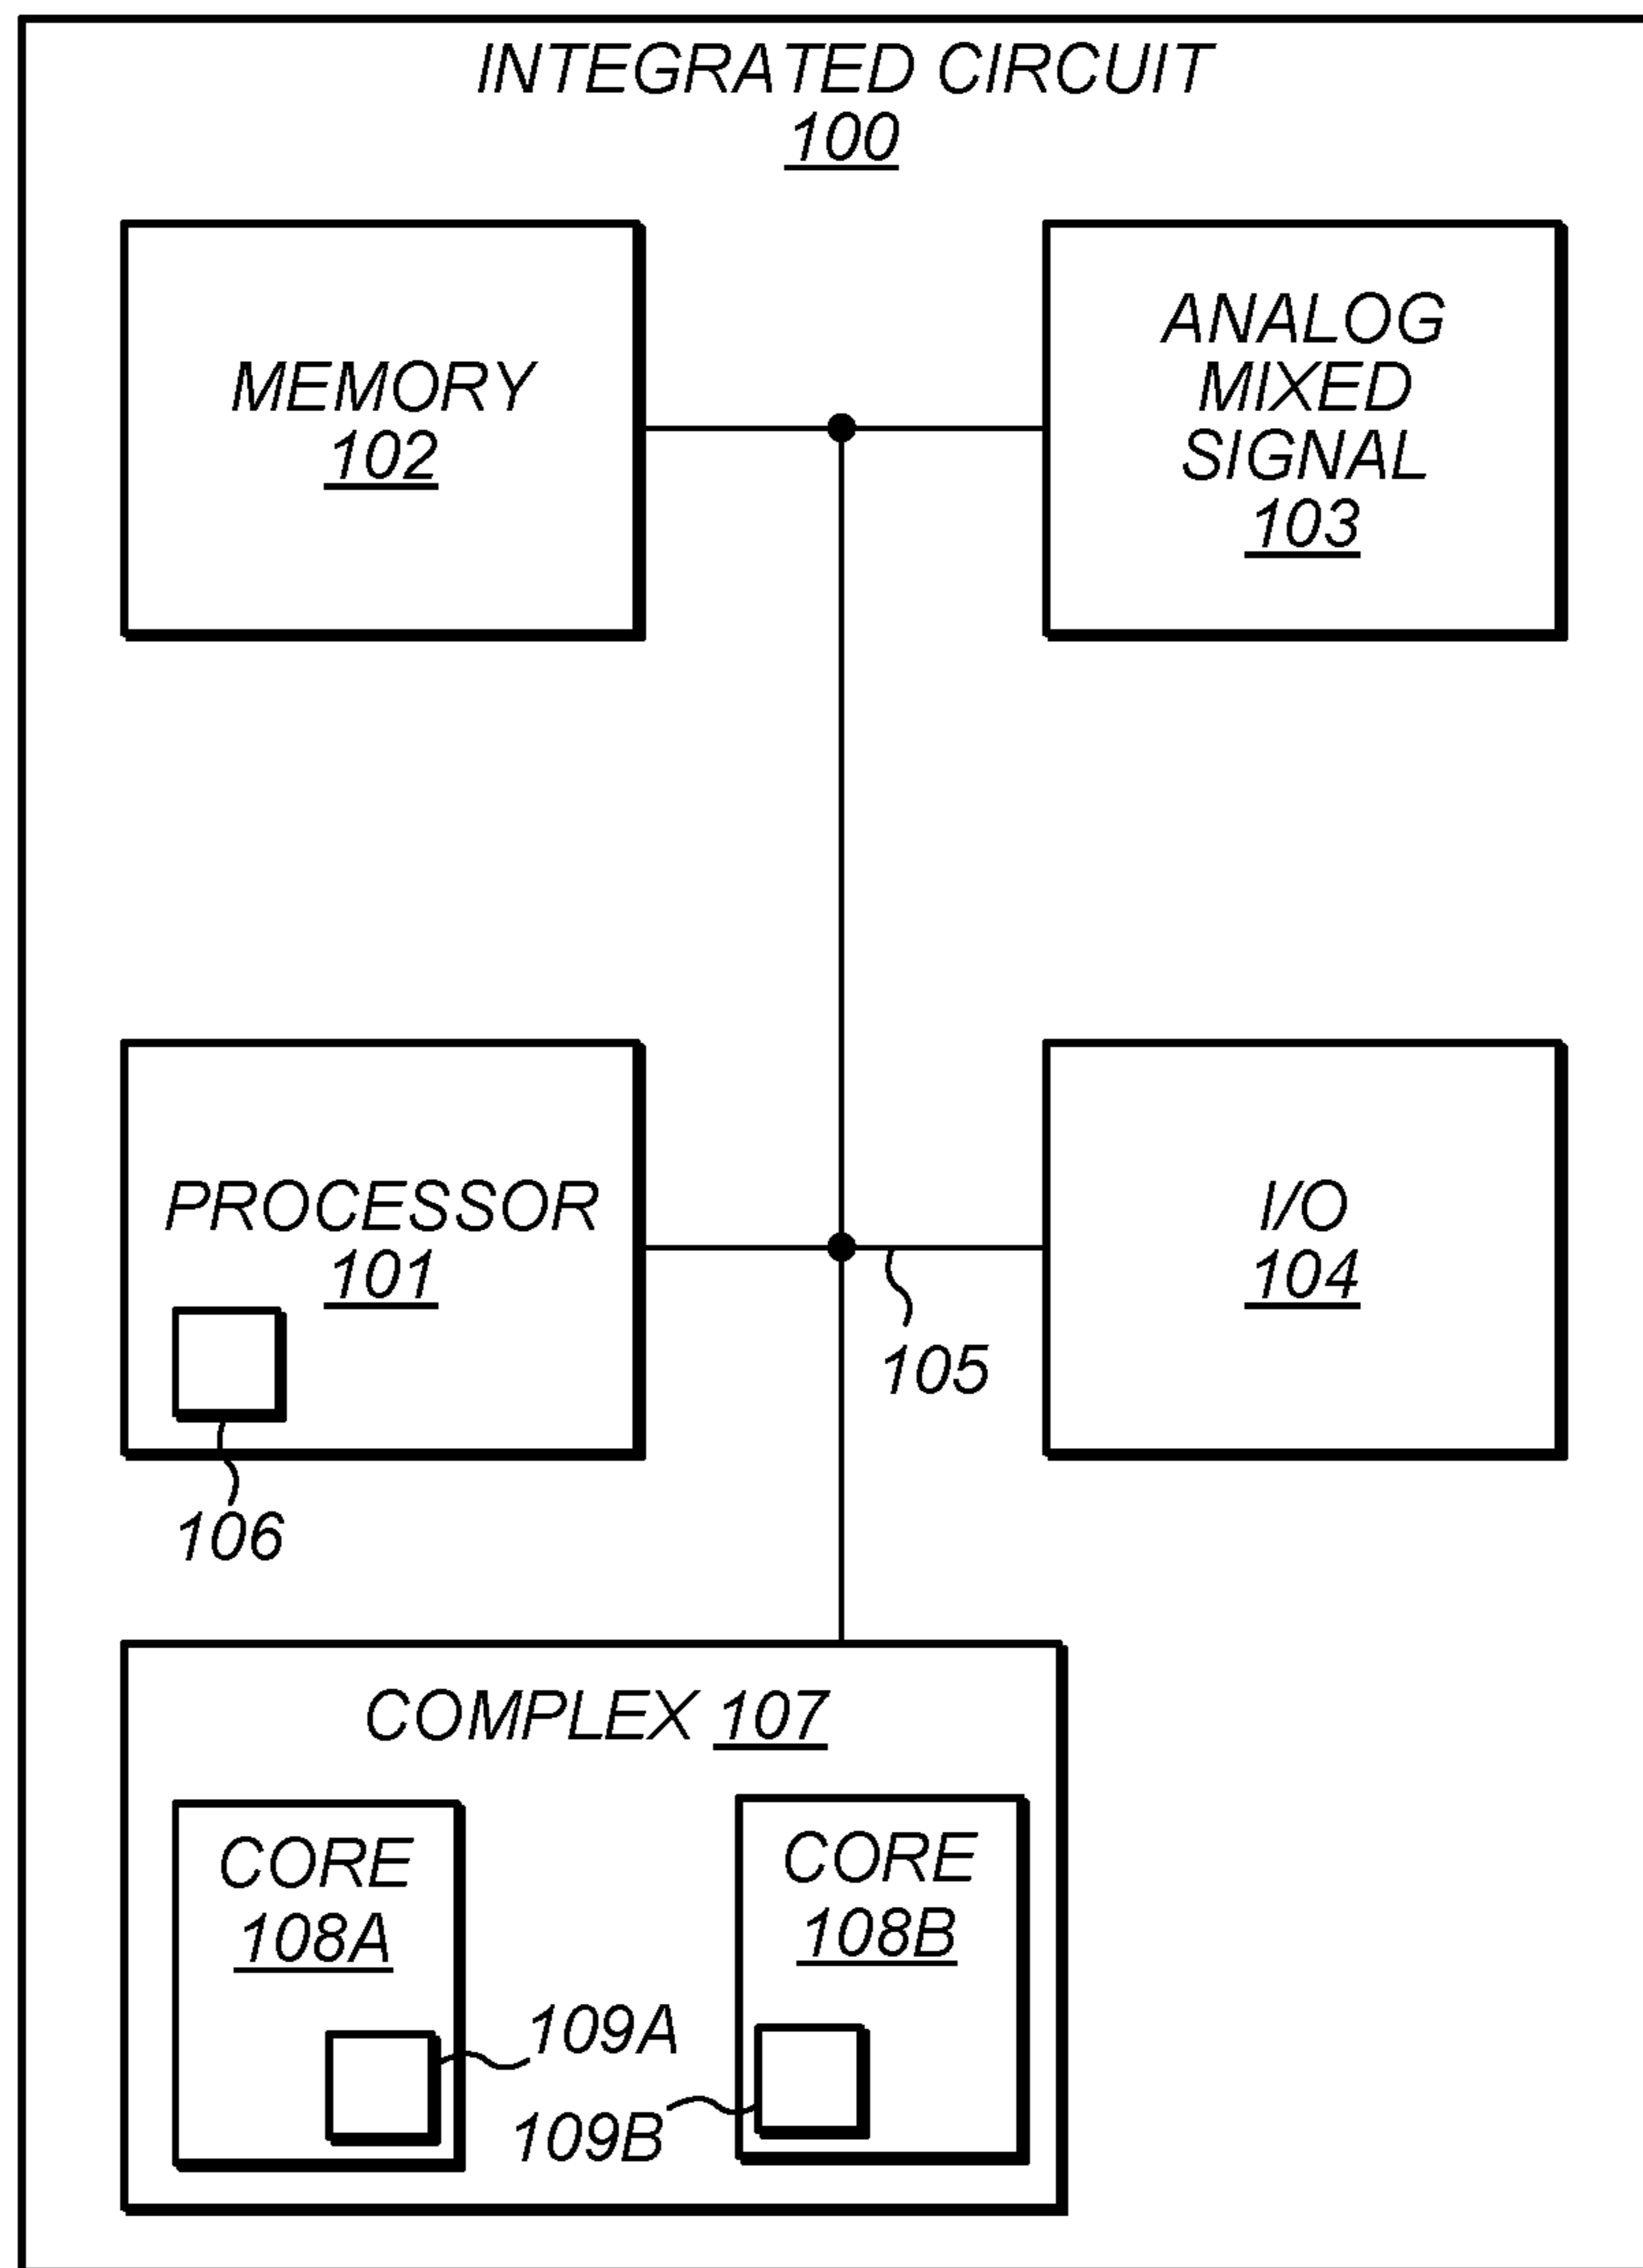 INTEGRATED CIRCUIT
100
MEMORY
102
ANALOG
MIXED
SIGNAL
103
PROCESSOR
101
106
I/O
104
105
COMPLEX 107
CORE
108A
109A
CORE
108B
109B